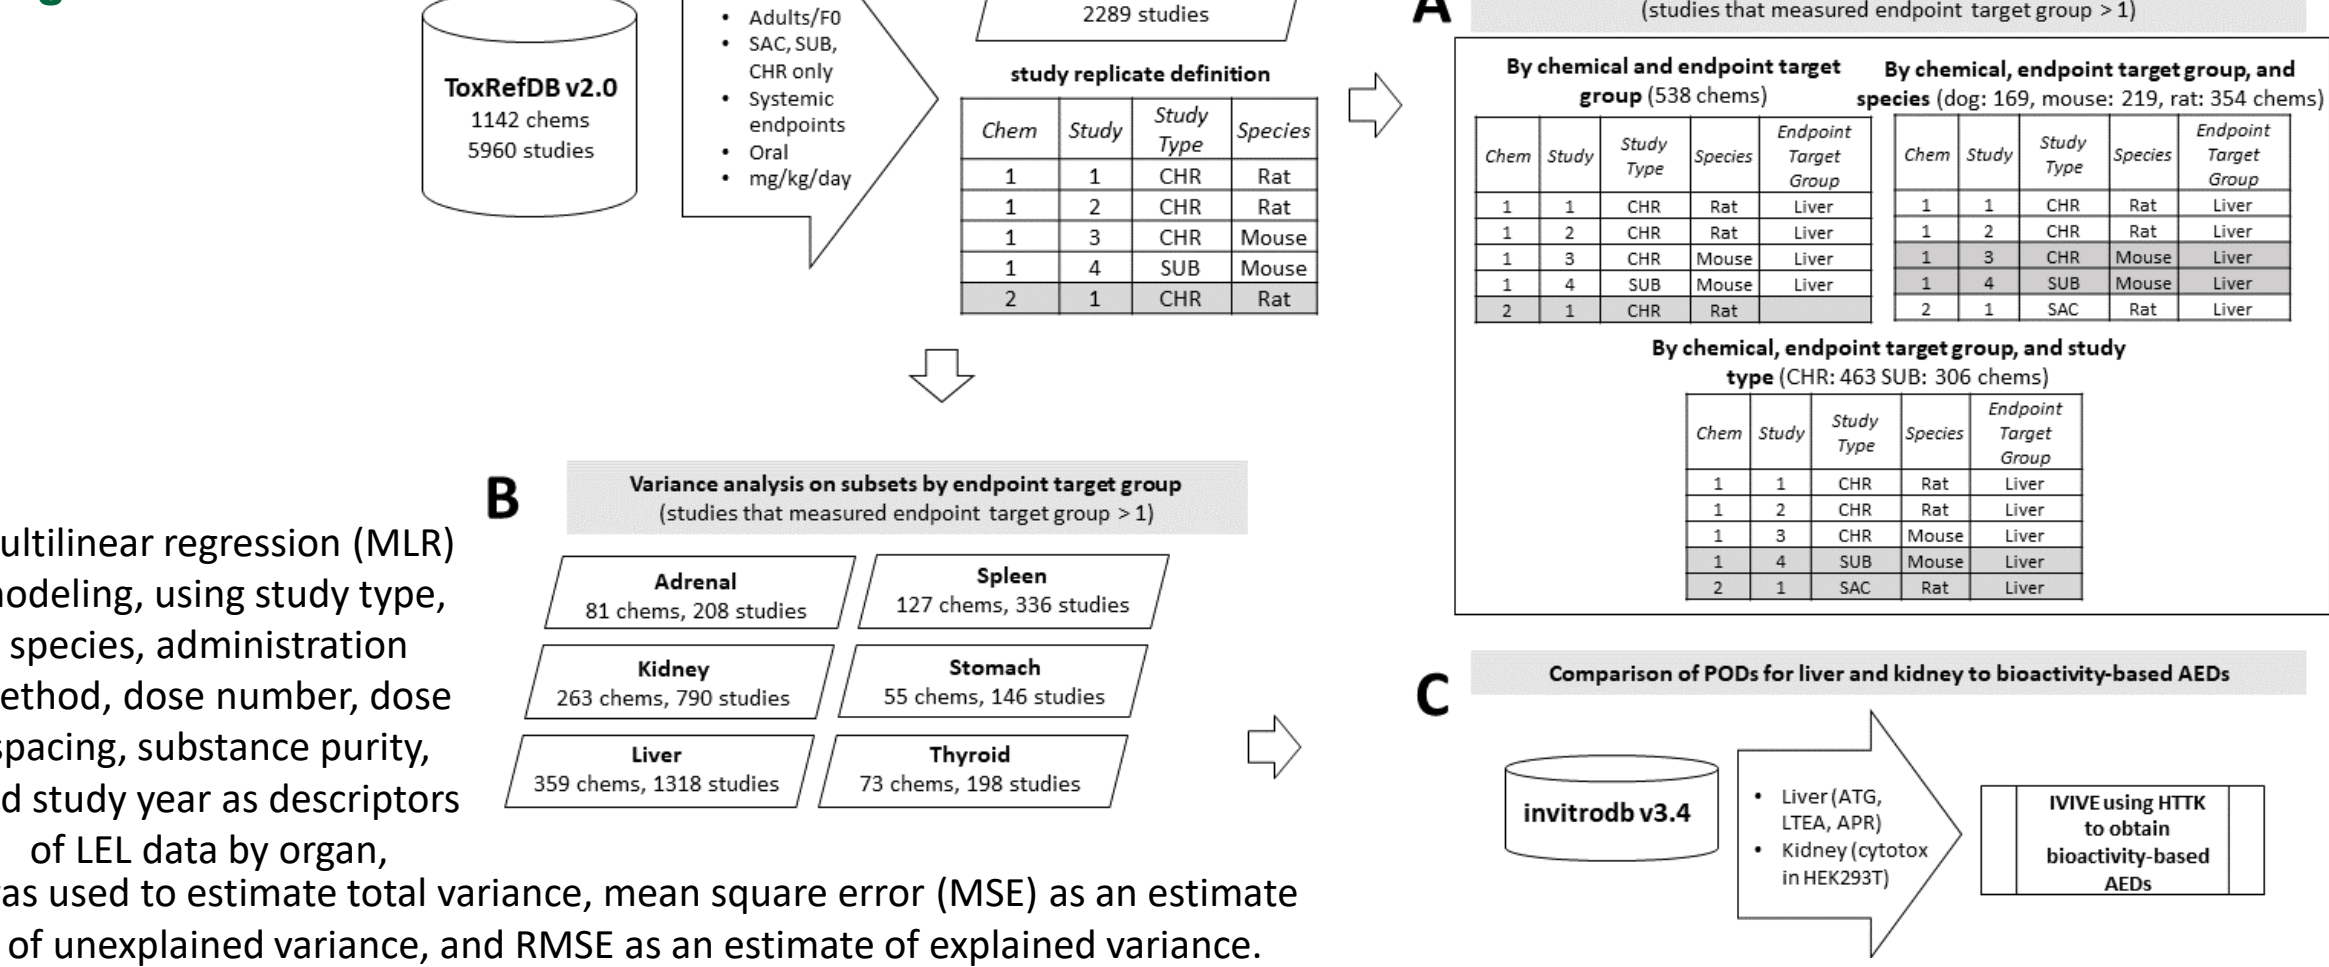 g
ToxRefDB v2.0
1142 chems
5960 studies
• Adults/F0
• SAC, SUB,
CHR only
• Systemic
endpoints
• Oral
• mg/kg/day
2289 studies
study replicate definition
Chem Study Study Type Species
1 1 CHR Rat
1 2 CHR Rat
1 3 CHR Mouse
1 4 SUB Mouse
2 1 CHR Rat
A
(studies that measured endpoint target group > 1)
By chemical and endpoint target
group (538 chems)
Chem Study Study Type Species Endpoint Target Group
1 1 CHR Rat Liver
1 2 CHR Rat Liver
1 3 CHR Mouse Liver
1 4 SUB Mouse Liver
2 1 CHR Rat
By chemical, endpoint target group, and
species (dog: 169, mouse: 219, rat: 354 chems)
Chem Study Study Type Species Endpoint Target Group
1 1 CHR Rat Liver
1 2 CHR Rat Liver
1 3 CHR Mouse Liver
1 4 SUB Mouse Liver
2 1 SAC Rat Liver
By chemical, endpoint target group, and study
type (CHR: 463 SUB: 306 chems)
Chem Study Study Type Species Endpoint Target Group
1 1 CHR Rat Liver
1 2 CHR Rat Liver
1 3 CHR Mouse Liver
1 4 SUB Mouse Liver
2 1 SAC Rat Liver
B
Variance analysis on subsets by endpoint target group
(studies that measured endpoint target group > 1)
Adrenal
81 chems, 208 studies
Spleen
127 chems, 336 studies
Kidney
263 chems, 790 studies
Stomach
55 chems, 146 studies
Liver
359 chems, 1318 studies
Thyroid
73 chems, 198 studies
ultilinear regression (MLR)
odeling, using study type,
species, administration
ethod, dose number, dose
spacing, substance purity,
d study year as descriptors
of LEL data by organ,
as used to estimate total variance, mean square error (MSE) as an estimate
of unexplained variance, and RMSE as an estimate of explained variance.
C
Comparison of PODs for liver and kidney to bioactivity-based AEDs
invitrodb v3.4
• Liver (ATG,
LTEA, APR)
• Kidney (cytotox
in HEK293T)
IVIVE using HTTK
to obtain
bioactivity-based
AEDs